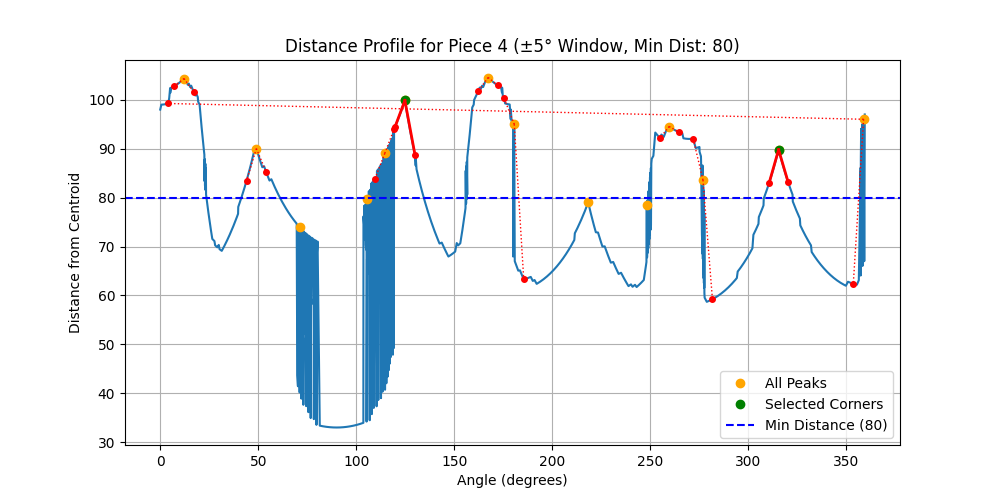 Distance Profile for Piece 4 (±5° Window, Min Dist: 80)
Distance from Centroid
100
90
80
70
60
50
40
30
0
50
100
150
200
250
300
350
Angle (degrees)
All Peaks
Selected Corners
Min Distance (80)